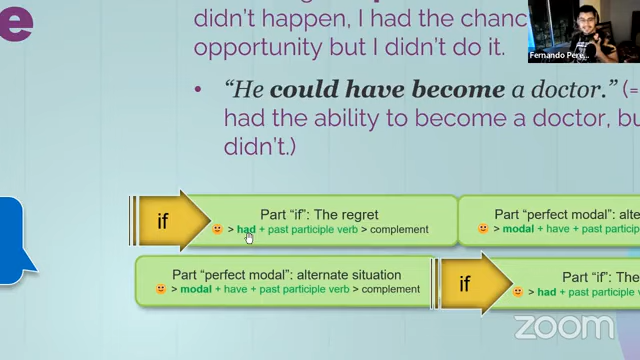 e
didn't happen, I had the chanc
opportunity but I didn't do it.
Fernando Pere...
• “He could have become a doctor.” (=
had the ability to become a doctor, bu
didn't.)
if
Part “if”: The regret
> had + past participle verb > complement
Part “perfect modal”: alte
> modal + have + past participle
Part “perfect modal”: alternate situation
> modal + have + past participle verb > complement
if
Part “if”: The
> had + past participle
zoom